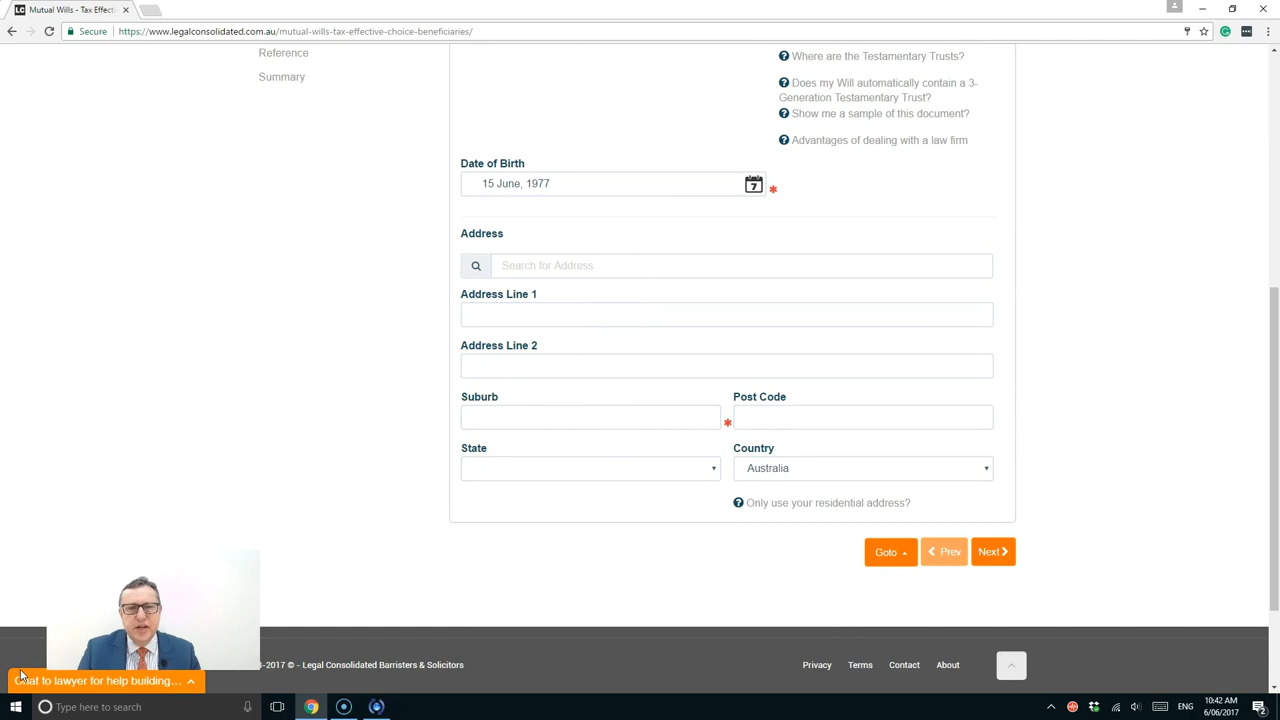 Mutual Wills - Tax Effecti
Secure
https://www.legalconsolidated.com.au/mutual-wills-tax-effective-choice-beneficiaries/
Reference
Summary
Where are the Testamentary Trusts?
Does my Will automatically contain a 3-
Generation Testamentary Trust?
Show me a sample of this document?
Advantages of dealing with a law firm
Date of Birth
15 June, 1977
7
*
Address
Search for Address
Address Line 1
Address Line 2
Suburb
Post Code
*
State
Country
Australia
Only use your residential address?
Goto
Prev
Next
-2017 © - Legal Consolidated Barristers & Solicitors
Privacy
Terms
Contact
About
Chat to lawyer for help building...
Type here to search
ENG
10:42 AM
6/06/2017
2